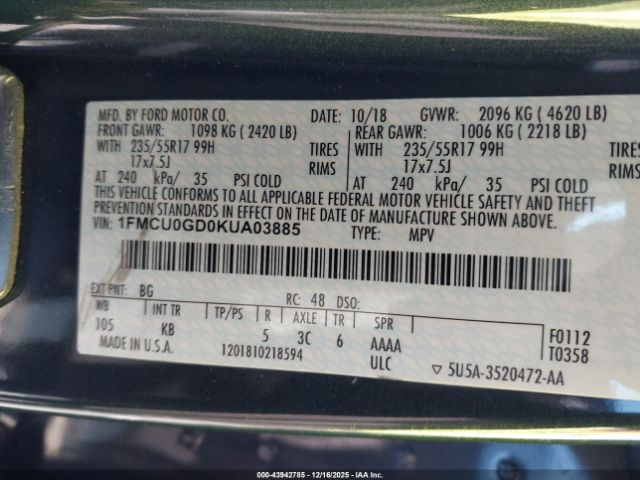 MFD. BY FORD MOTOR CO. DATE: 10/18 GVWR: 2096 KG ( 4620 LB)
FRONT GAWR: 1098 KG ( 2420 LB) REAR GAWR: 1006 KG ( 2218 LB)
WITH 235/55R17 99H TIRES WITH 235/55R17 99H TIRES
17x7.5J RIMS 17x7.5J RIMS
AT 240 kPa/ 35 PSI COLD AT 240 kPa/ 35 PSI COLD
THIS VEHICLE CONFORMS TO ALL APPLICABLE FEDERAL MOTOR VEHICLE SAFETY AND THEFT
PREVENTION STANDARDS IN EFFECT ON THE DATE OF MANUFACTURE SHOWN ABOVE.
VIN: 1FMCU0GD0KUA03885 TYPE: MPV
EXT PNT: BG RC: 48 DSO:
WB INT TR TP/PS R AXLE TR SPR
105 KB 5 3C 6 AAAA F0112
MADE IN U.S.A. 1201810218594 ULC T0358
▽ 5U5A-3520472-AA
00-43942785 - 12/16/2025 - IAA, Inc.